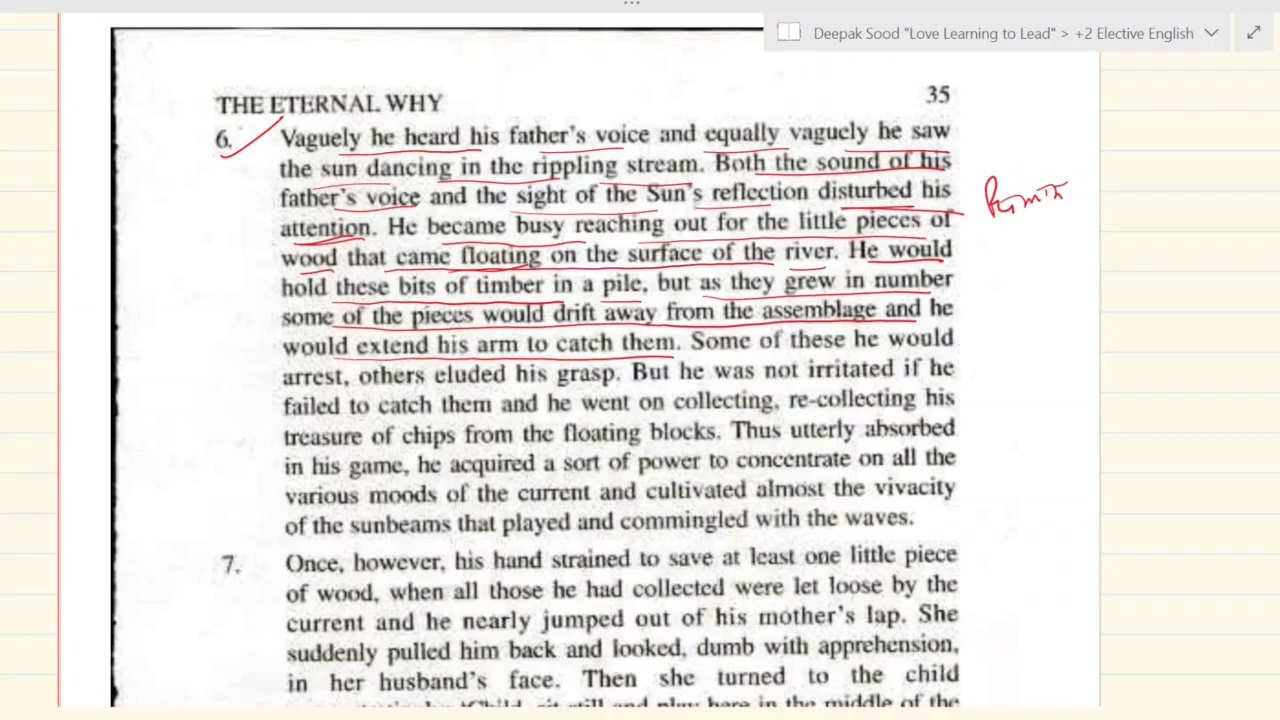 Deepak Sood "Love Learning to Lead" > +2 Elective English
THE ETERNAL WHY
35
6. Vaguely he heard his father's voice and equally vaguely he saw
the sun dancing in the rippling stream. Both the sound of his
father's voice and the sight of the Sun's reflection disturbed his
attention. He became busy reaching out for the little pieces of
wood that came floating on the surface of the river. He would
hold these bits of timber in a pile, but as they grew in number
some of the pieces would drift away from the assemblage and he
would extend his arm to catch them. Some of these he would
arrest, others eluded his grasp. But he was not irritated if he
failed to catch them and he went on collecting, re-collecting his
treasure of chips from the floating blocks. Thus utterly absorbed
in his game, he acquired a sort of power to concentrate on all the
various moods of the current and cultivated almost the vivacity
of the sunbeams that played and commingled with the waves.
7. Once, however, his hand strained to save at least one little piece
of wood, when all those he had collected were let loose by the
current and he nearly jumped out of his mother's lap. She
suddenly pulled him back and looked, dumb with apprehension,
in her husband's face. Then she turned to the child
'Child, sit still and play here in the middle of the